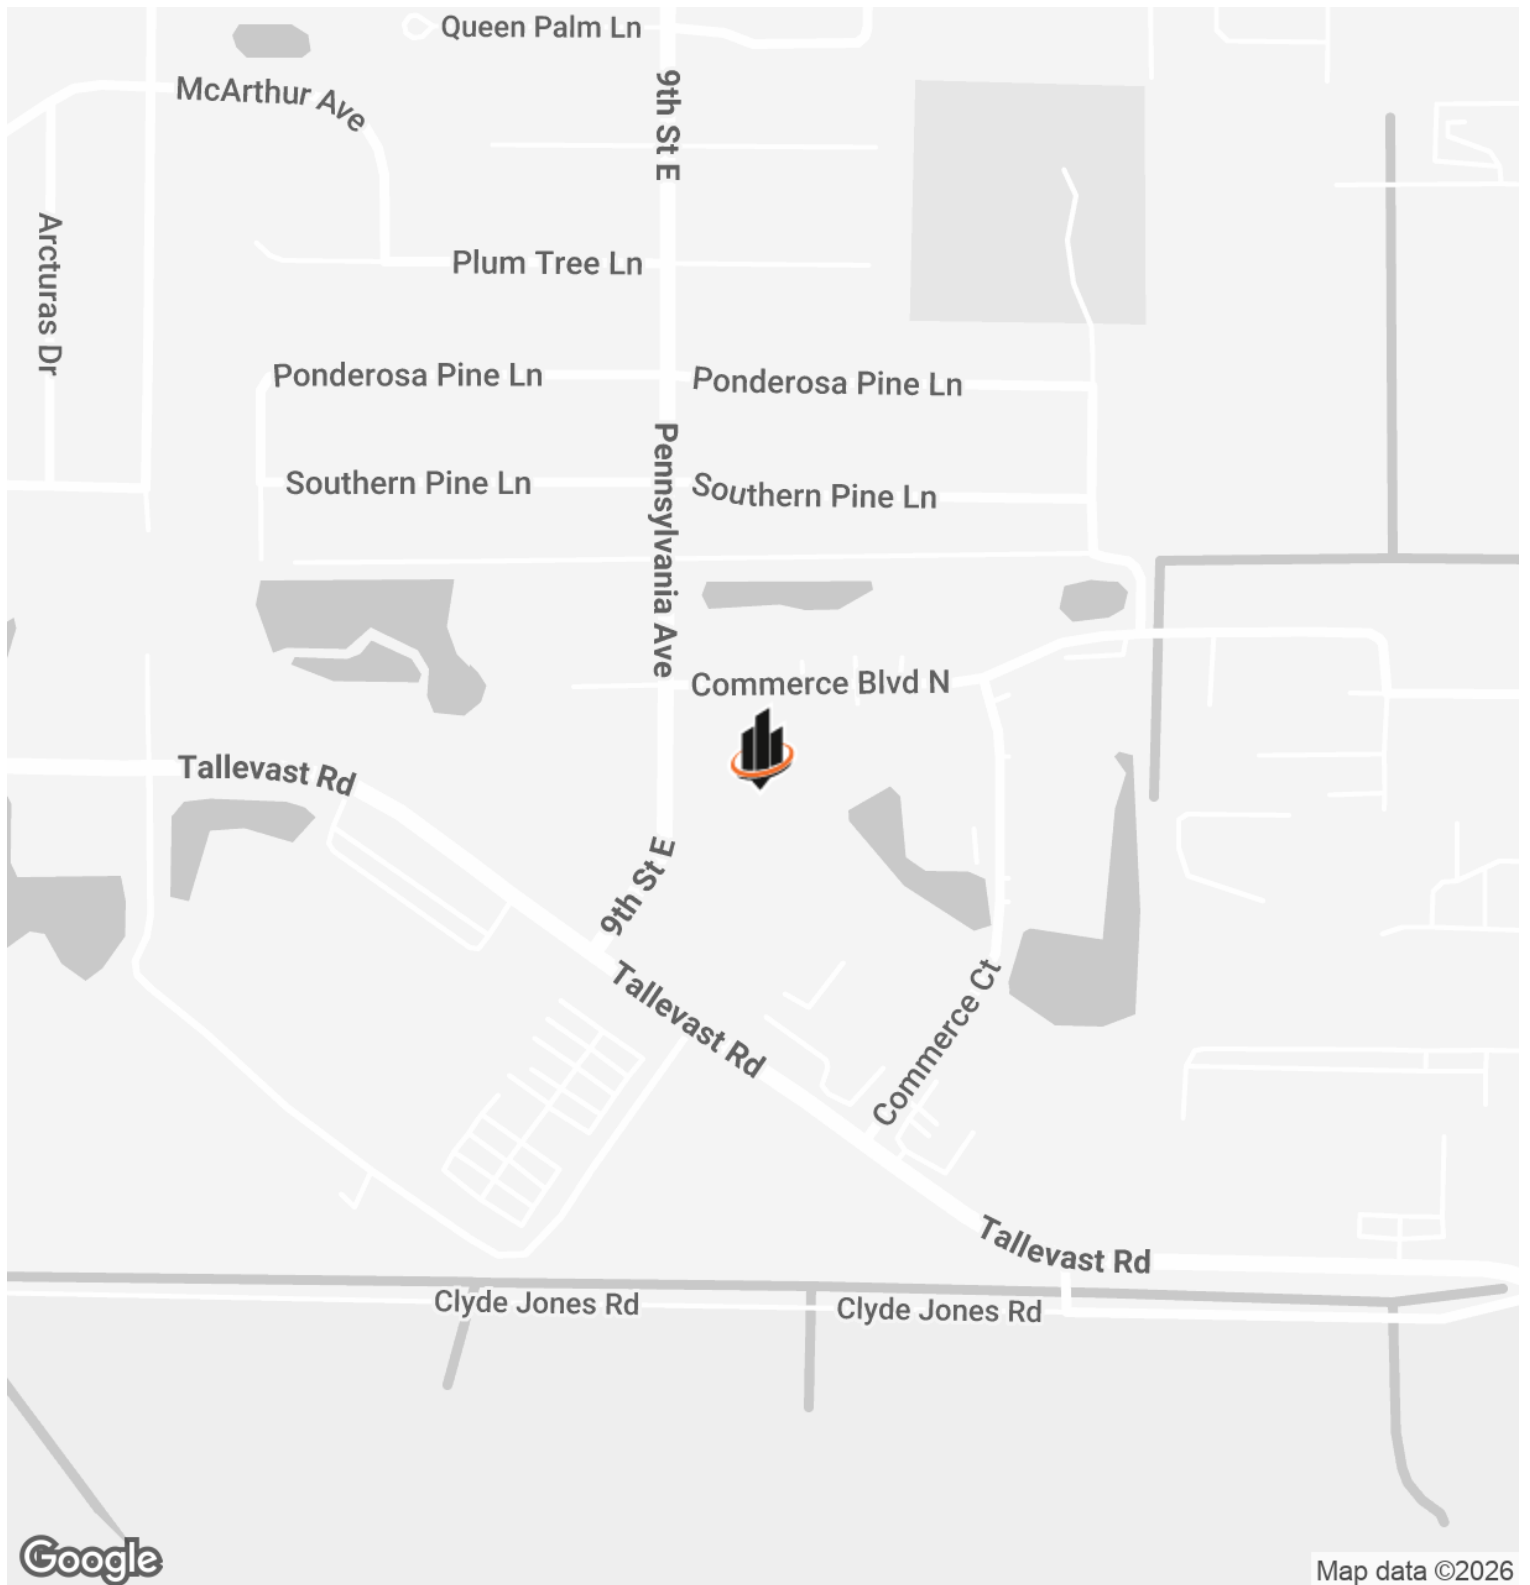 Queen Palm Ln
9th St E
McArthur Ave
Arcturas Dr
Plum Tree Ln
Ponderosa Pine Ln
Ponderosa Pine Ln
Pennsylvania Ave
Southern Pine Ln
Southern Pine Ln
Commerce Blvd N
Tallevast Rd
9th St E
Tallevast Rd
Commerce Ct
Tallevast Rd
Clyde Jones Rd
Clyde Jones Rd
Google
Map data ©2026